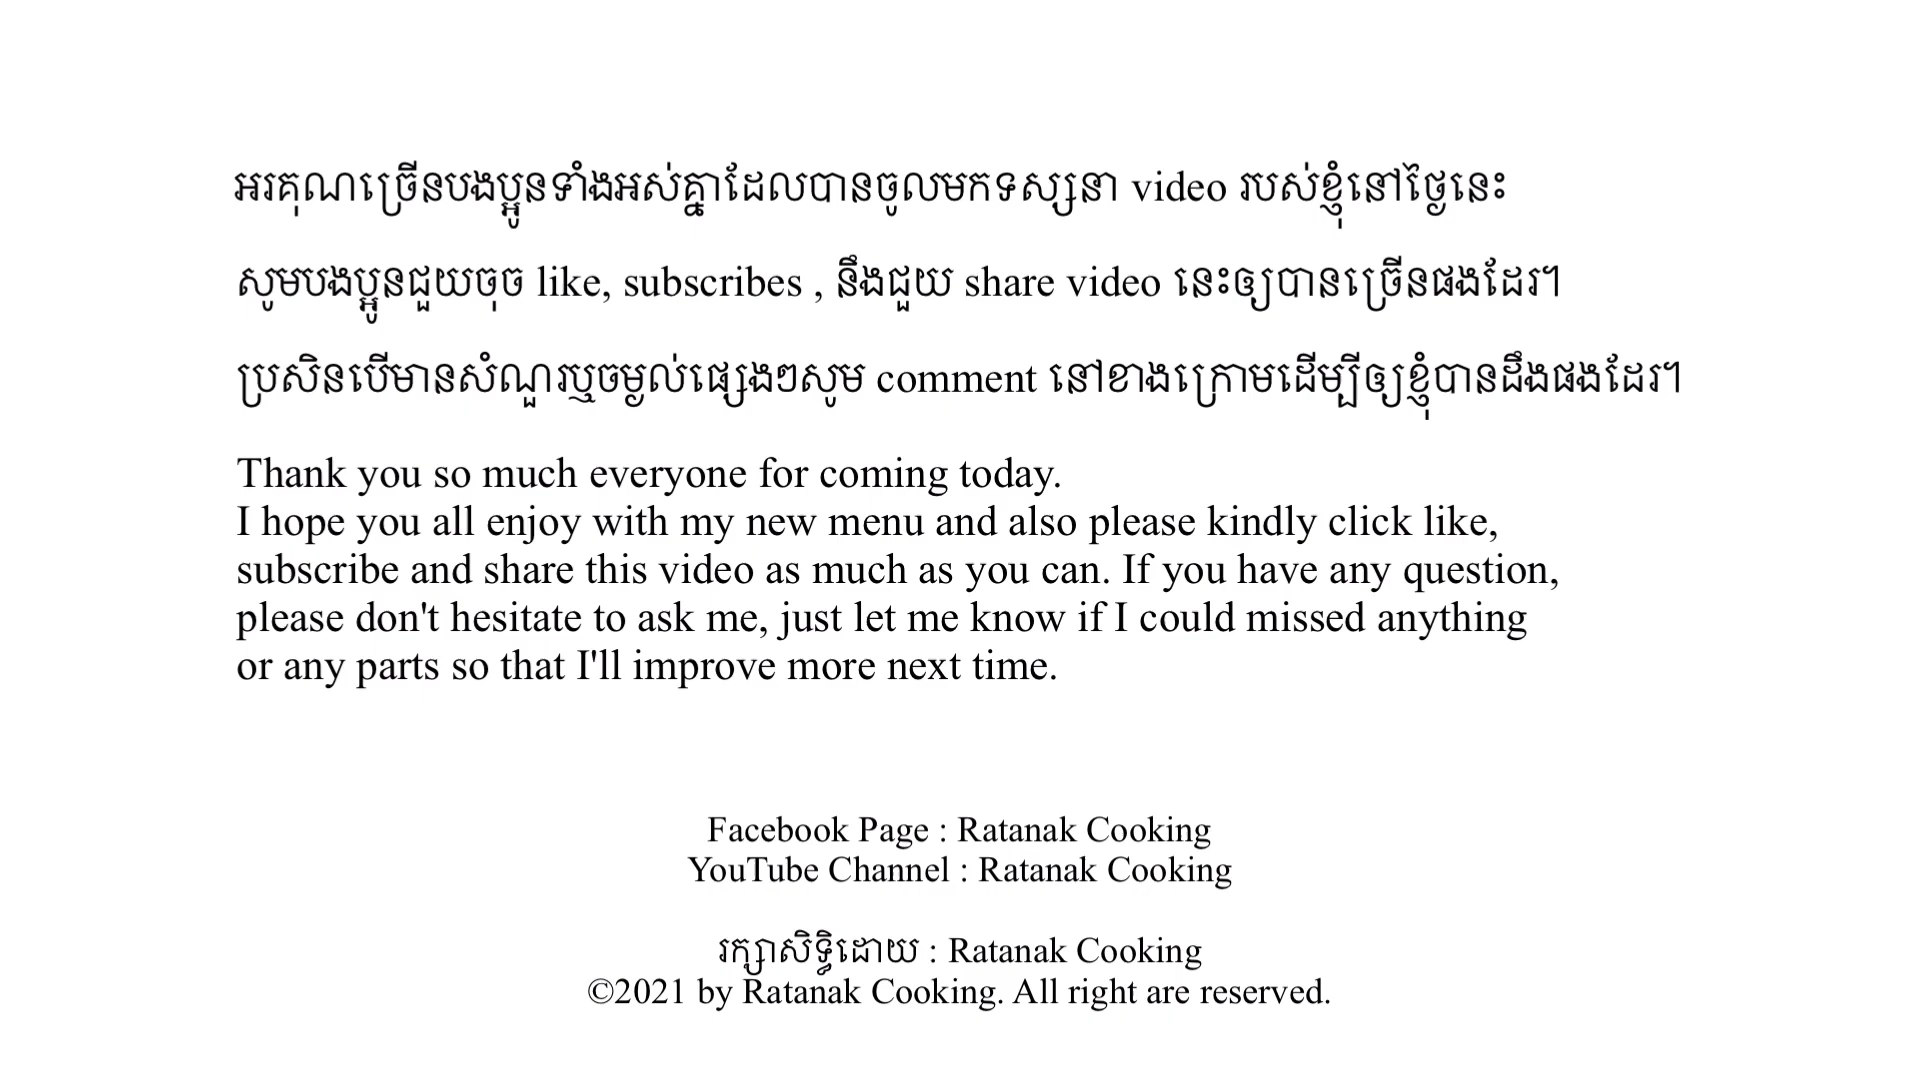 អរគុណច្រើនបងប្អូនទាំងអស់គ្នាដែលបានចូលមកទស្សនា video របស់ខ្ញុំនៅថ្ងៃនេះ
សូមបងប្អូនជួយចុច like, subscribes , នឹងជួយ share video នេះឲ្យបានច្រើនផងដែរ។
ប្រសិនបើមានសំណួរឬចម្ងល់ផ្សេងៗសូម comment នៅខាងក្រោមដើម្បីឲ្យខ្ញុំបានដឹងផងដែរ។
Thank you so much everyone for coming today.
I hope you all enjoy with my new menu and also please kindly click like,
subscribe and share this video as much as you can. If you have any question,
please don't hesitate to ask me, just let me know if I could missed anything
or any parts so that I'll improve more next time.
Facebook Page : Ratanak Cooking
YouTube Channel : Ratanak Cooking
រក្សាសិទ្ធិដោយ : Ratanak Cooking
©2021 by Ratanak Cooking. All right are reserved.